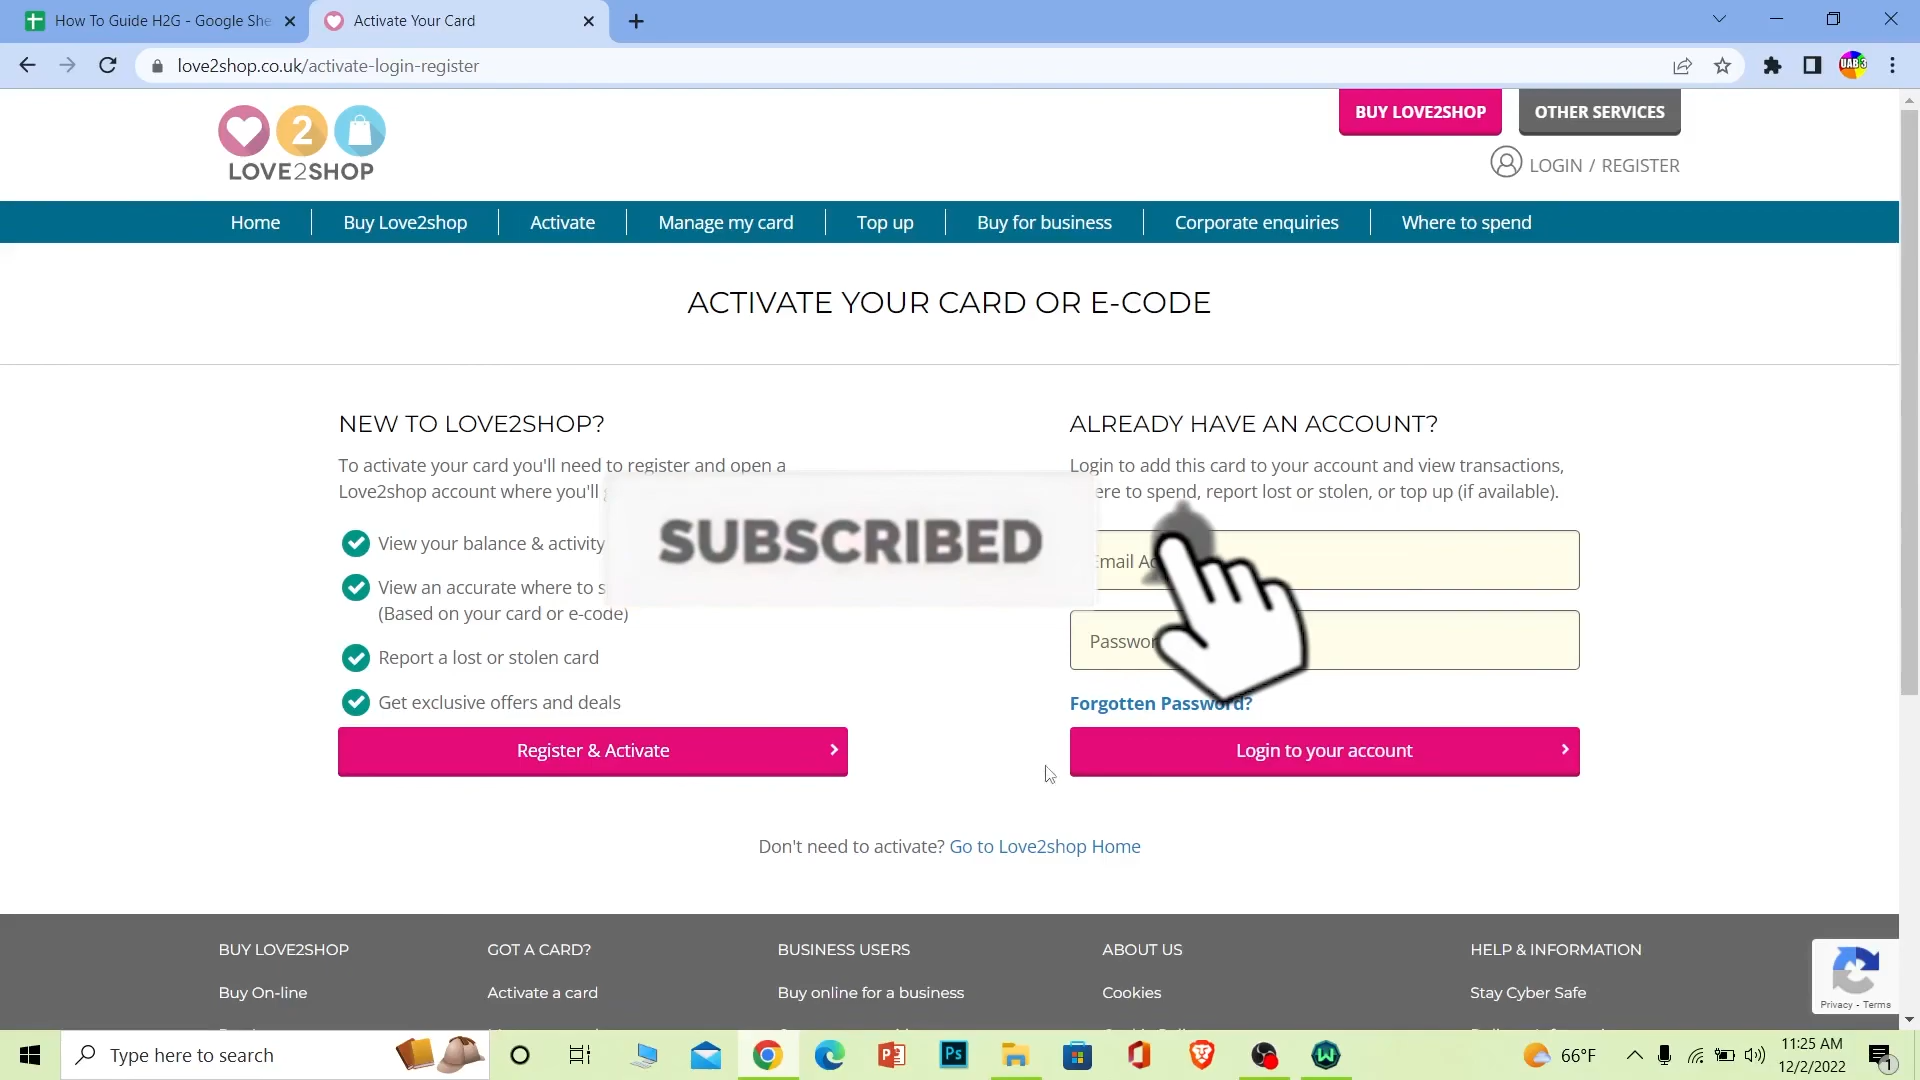 How To Guide H2G - Google She
Activate Your Card
love2shop.co.uk/activate-login-register
UAB 3
2
LOVE2SHOP
BUY LOVE2SHOP
OTHER SERVICES
LOGIN / REGISTER
Home
Buy Love2shop
Activate
Manage my card
Top up
Buy for business
Corporate enquiries
Where to spend
ACTIVATE YOUR CARD OR E-CODE
NEW TO LOVE2SHOP?
To activate your card you'll need to register and open a
Love2shop account where you'll
View your balance & activity
View an accurate where to s
(Based on your card or e-code)
Report a lost or stolen card
Get exclusive offers and deals
Register & Activate
SUBSCRIBED
ALREADY HAVE AN ACCOUNT?
Login to add this card to your account and view transactions,
ere to spend, report lost or stolen, or top up (if available).
Email Ad
Passwor
Forgotten Password?
Login to your account
Don't need to activate? Go to Love2shop Home
BUY LOVE2SHOP
GOT A CARD?
BUSINESS USERS
ABOUT US
HELP & INFORMATION
Buy On-line
Activate a card
Buy online for a business
Cookies
Stay Cyber Safe
Privacy - Terms
Type here to search
Ps
66°F
11:25 AM
12/2/2022
1